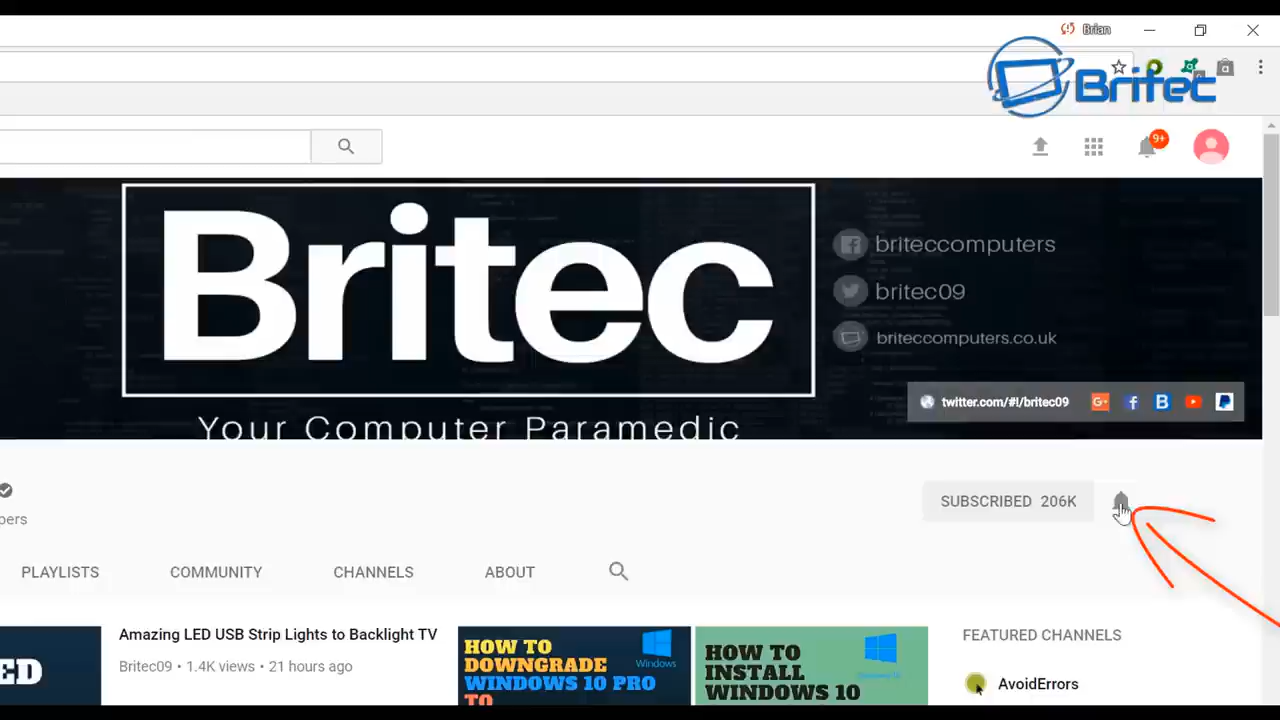 Brian
Britec
9+
Britec
Your Computer Paramedic
briteccomputers
britec09
briteccomputers.co.uk
twitter.com/#!/britec09
SUBSCRIBED 206K
bers
PLAYLISTS COMMUNITY CHANNELS ABOUT
ED
Amazing LED USB Strip Lights to Backlight TV
Britec09 • 1.4K views • 21 hours ago
HOW TO
DOWNGRADE
WINDOWS 10 PRO
TO
Windows
HOW TO
INSTALL
WINDOWS 10
FEATURED CHANNELS
AvoidErrors